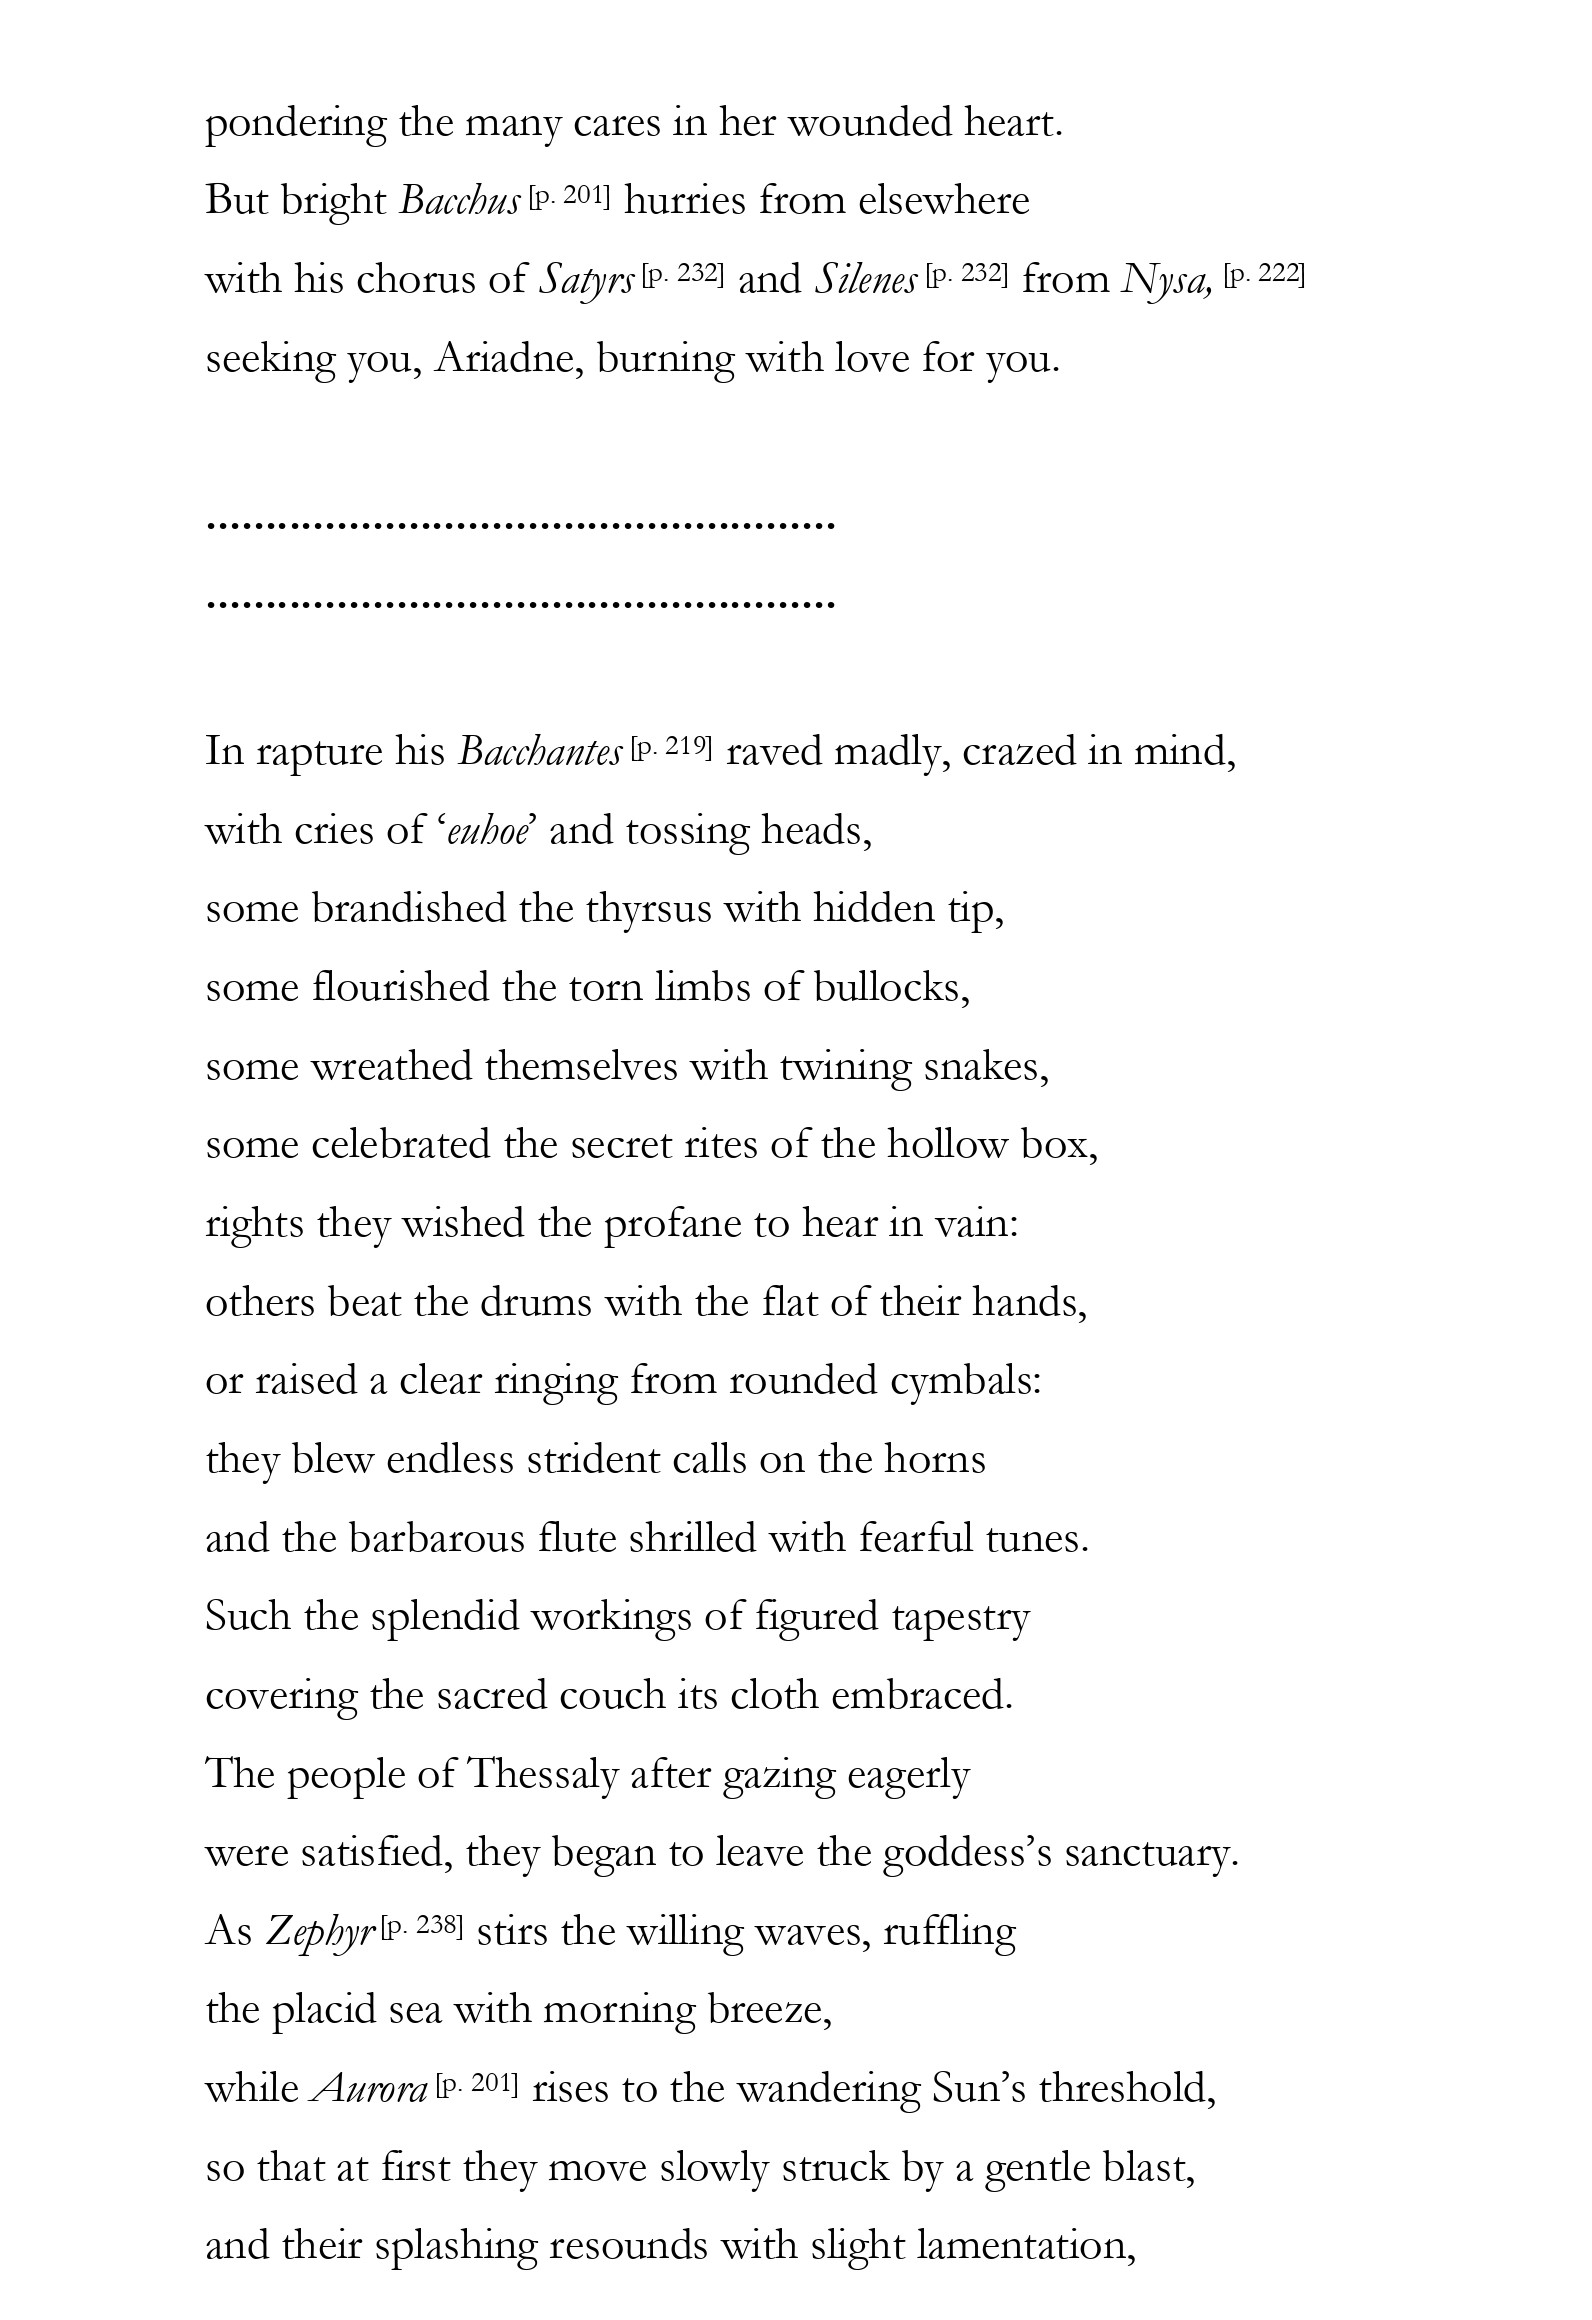 pondering the many cares in her wounded heart.
But bright Bacchus [p. 201] hurries from elsewhere
with his chorus of Satyrs [p. 232] and Silenes [p. 232] from Nysa, [p. 222]
seeking you, Ariadne, burning with love for you.
.....................................................
.....................................................
In rapture his Bacchantes [p. 219] raved madly, crazed in mind,
with cries of ‘euhoe’ and tossing heads,
some brandished the thyrsus with hidden tip,
some flourished the torn limbs of bullocks,
some wreathed themselves with twining snakes,
some celebrated the secret rites of the hollow box,
rights they wished the profane to hear in vain:
others beat the drums with the flat of their hands,
or raised a clear ringing from rounded cymbals:
they blew endless strident calls on the horns
and the barbarous flute shrilled with fearful tunes.
Such the splendid workings of figured tapestry
covering the sacred couch its cloth embraced.
The people of Thessaly after gazing eagerly
were satisfied, they began to leave the goddess’s sanctuary.
As Zephyr [p. 238] stirs the willing waves, ruffling
the placid sea with morning breeze,
while Aurora [p. 201] rises to the wandering Sun’s threshold,
so that at first they move slowly struck by a gentle blast,
and their splashing resounds with slight lamentation,